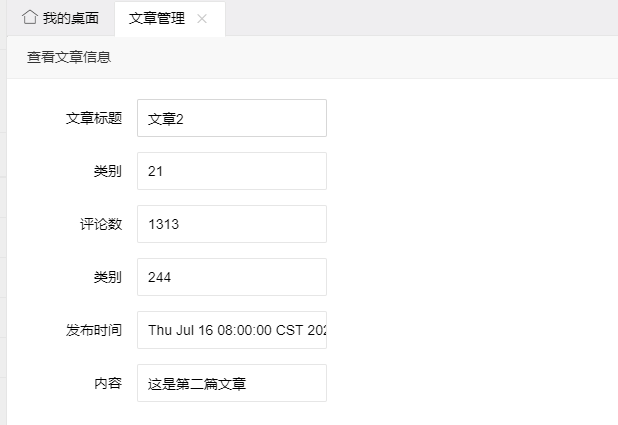 我的桌面 文章管理
查看文章信息
文章标题 文章2
类别 21
评论数 1313
类别 244
发布时间 Thu Jul 16 08:00:00 CST 202
内容 这是第二篇文章